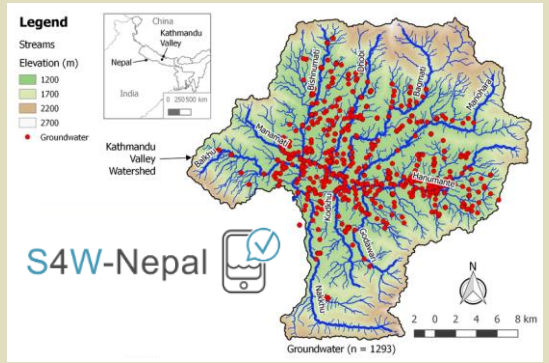 Legend
Streams
Elevation (m)
1200
1700
2200
2700
Groundwater
China
Kathmandu
Valley
Nepal
India
0 250 500 km
Kathmandu
Valley
Watershed
Bishnumati
Dhobi
Bagmati
Manohara
Manamati
Balkhu
Hanumante
Kodkhu
Godawari
Nakkhu
S4W-Nepal
N
2 0 2 4 6 8 km
Groundwater (n = 1293)